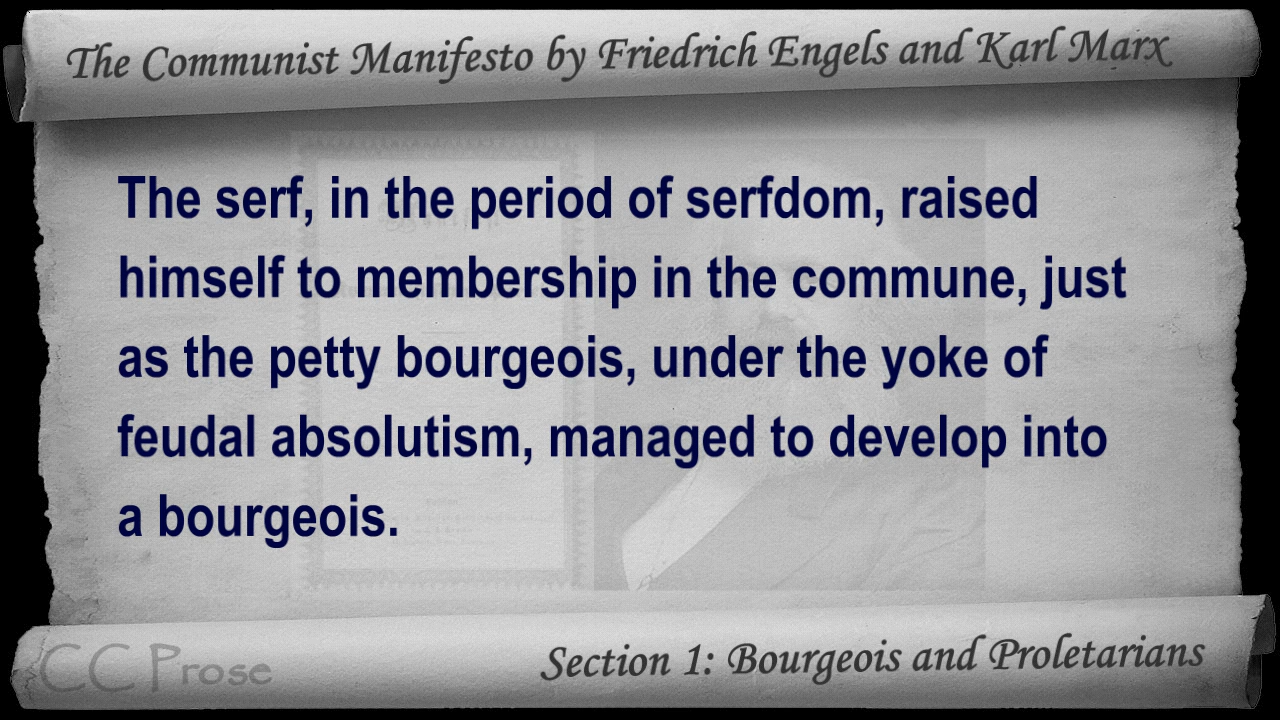 The Communist Manifesto by Friedrich Engels and Karl Marx
The serf, in the period of serfdom, raised
himself to membership in the commune, just
as the petty bourgeois, under the yoke of
feudal absolutism, managed to develop into
a bourgeois.
CC Prose
Section 1: Bourgeois and Proletarians